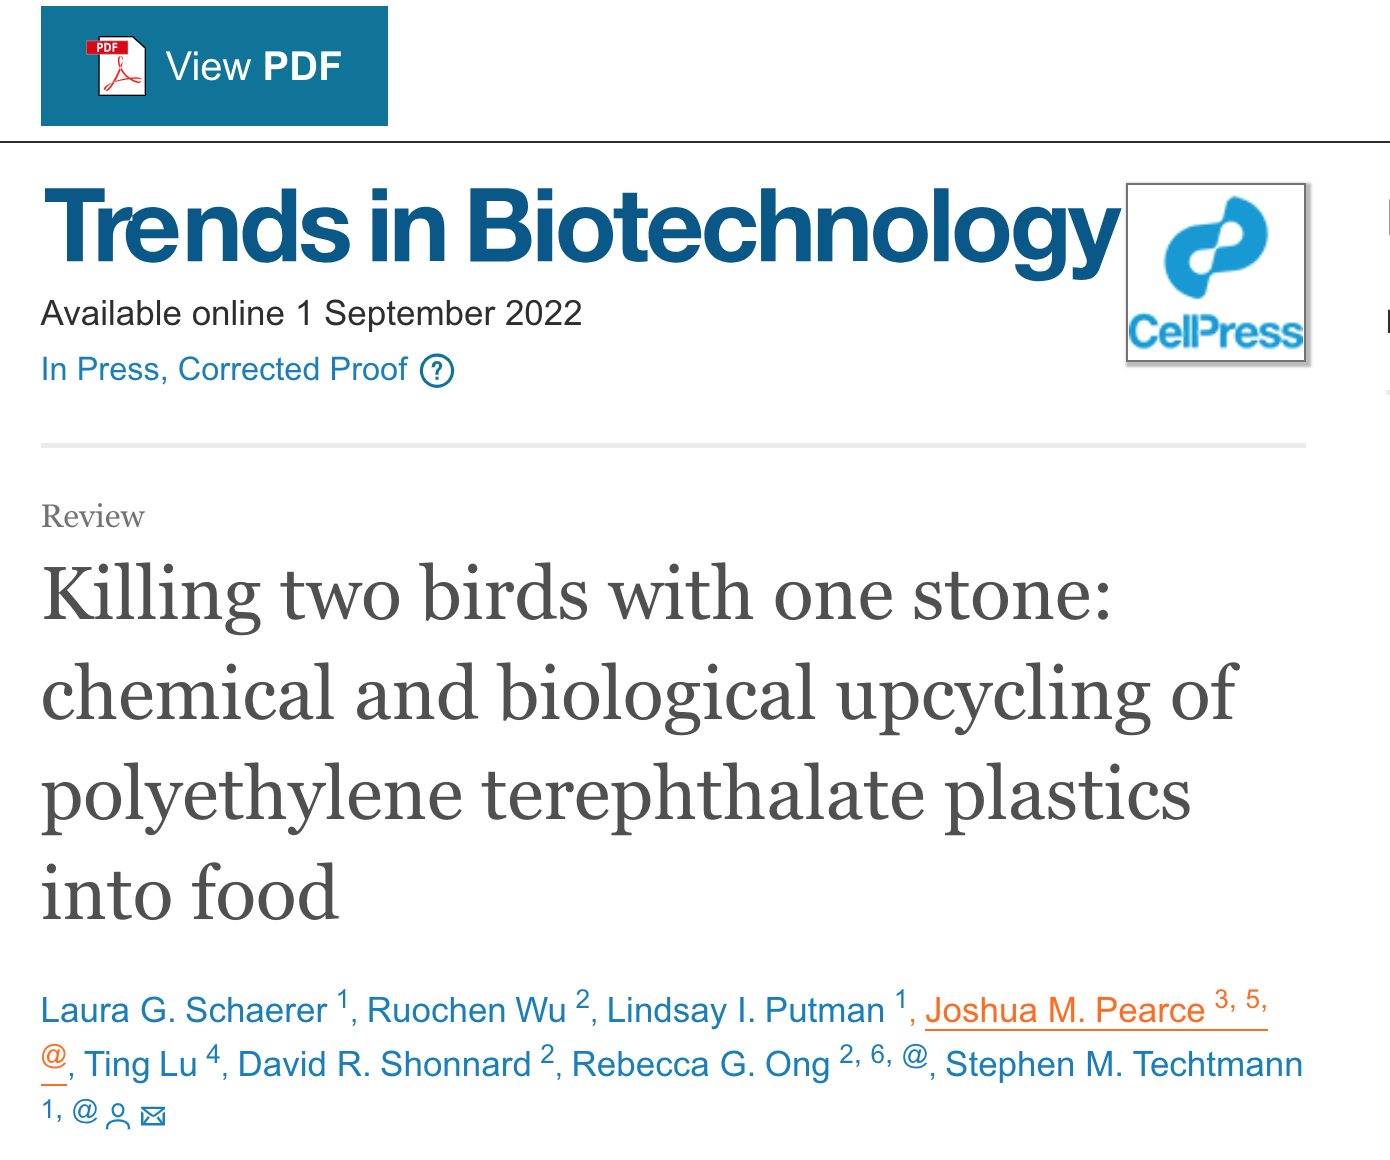 PDF
View PDF
Trends in Biotechnology
CellPress
Available online 1 September 2022
In Press, Corrected Proof ?
Review
Killing two birds with one stone:
chemical and biological upcycling of
polyethylene terephthalate plastics
into food
Laura G. Schaerer 1, Ruochen Wu 2, Lindsay I. Putman 1, Joshua M. Pearce 3, 5,
@, Ting Lu 4, David R. Shonnard 2, Rebecca G. Ong 2, 6, @, Stephen M. Techtmann
1, @